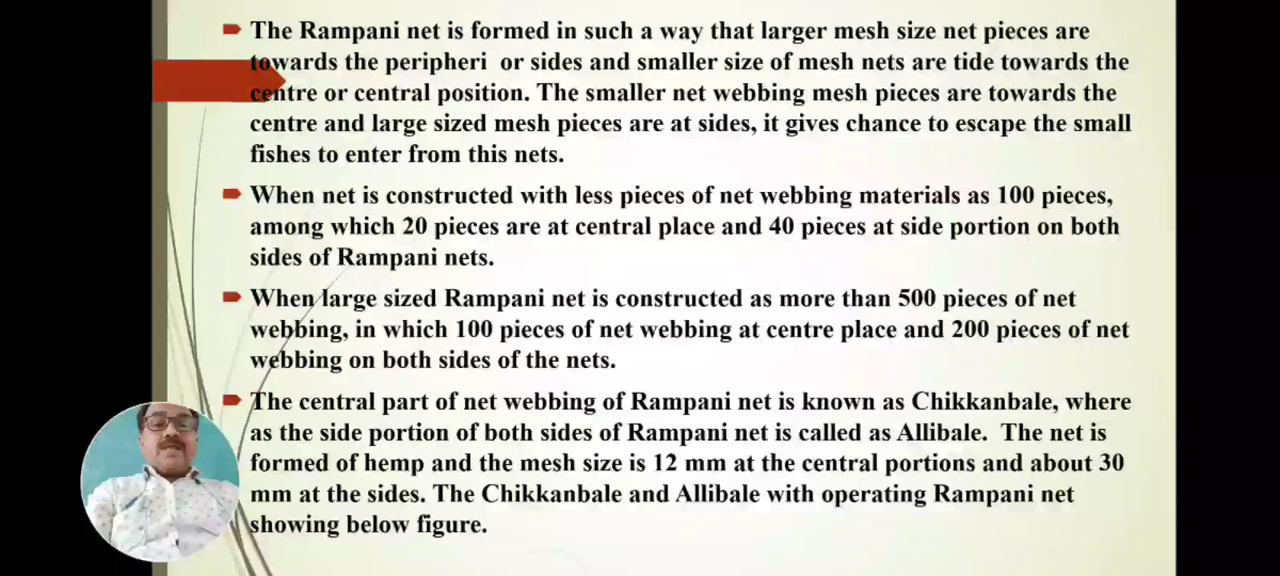 The Rampani net is formed in such a way that larger mesh size net pieces are
towards the peripheri or sides and smaller size of mesh nets are tide towards the
centre or central position. The smaller net webbing mesh pieces are towards the
centre and large sized mesh pieces are at sides, it gives chance to escape the small
fishes to enter from this nets.
When net is constructed with less pieces of net webbing materials as 100 pieces,
among which 20 pieces are at central place and 40 pieces at side portion on both
sides of Rampani nets.
When large sized Rampani net is constructed as more than 500 pieces of net
webbing, in which 100 pieces of net webbing at centre place and 200 pieces of net
webbing on both sides of the nets.
The central part of net webbing of Rampani net is known as Chikkanbale, where
as the side portion of both sides of Rampani net is called as Allibale. The net is
formed of hemp and the mesh size is 12 mm at the central portions and about 30
mm at the sides. The Chikkanbale and Allibale with operating Rampani net
showing below figure.